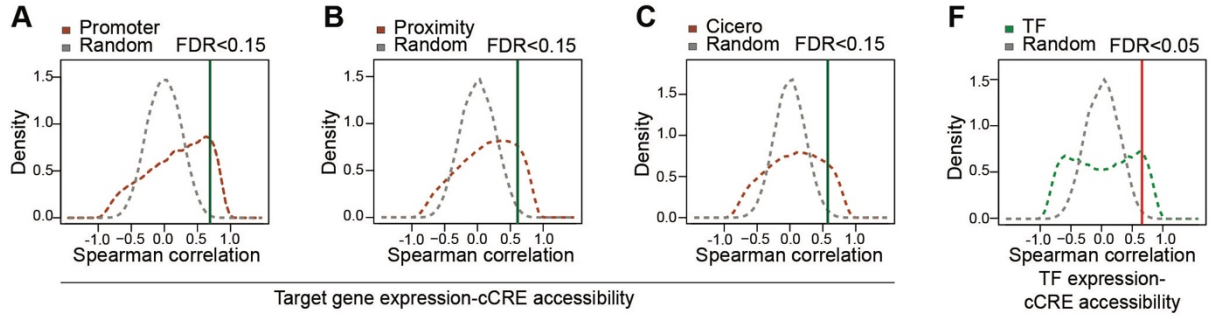 A
Promoter
Random FDR<0.15
Density
1.5
1.0
0.5
0.0
-1.0 −0.5 0.0 0.5 1.0
Spearman correlation
B
Proximity
Random FDR<0.15
Density
1.5
1.0
0.5
0.0
-1.0 −0.5 0.0 0.5 1.0
Spearman correlation
C
Cicero
Random FDR<0.15
Density
1.5
1.0
0.5
0.0
-1.0 −0.5 0.0 0.5 1.0
Spearman correlation
Target gene expression-cCRE accessibility
F
TF
Random FDR<0.05
Density
1.5
1.0
0.5
0.0
-1.0 −0.5 0.0 0.5 1.0
Spearman correlation
TF expression-
cCRE accessibility